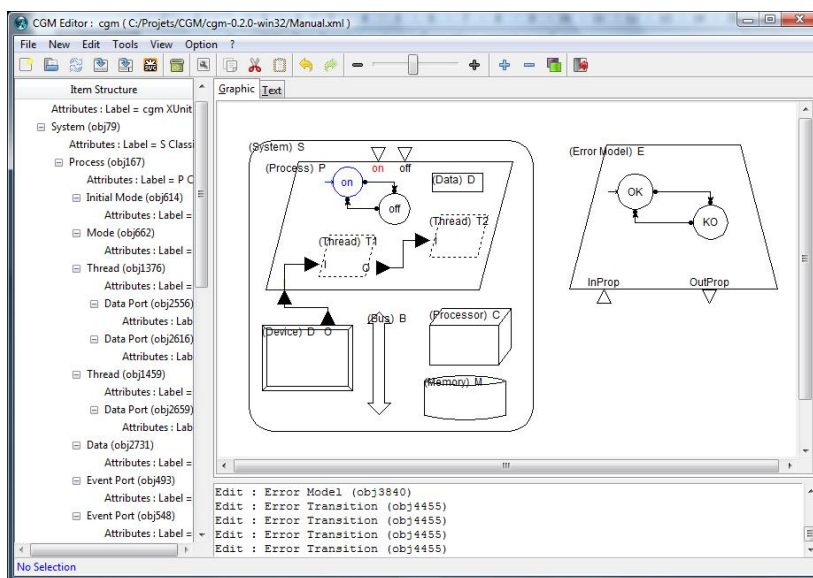 CGM Editor : cgm ( C:/Projets/CGM/cgm-0.2.0-win32/Manual.xml )
File New Edit Tools View Option ?
Item Structure
Attributes : Label = cgm XUnit
System (obj79)
Attributes : Label = S Classi
Process (obj167)
Attributes : Label = P C
Initial Mode (obj614)
Attributes : Label =
Mode (obj662)
Attributes : Label =
Thread (obj1376)
Data Port (obj2556)
Attributes : Lab
Data Port (obj2616)
Attributes : Lab
Thread (obj1459)
Attributes : Label =
Data Port (obj2659)
Attributes : Lab
Data (obj2731)
Attributes : Label =
Event Port (obj493)
Attributes : Label =
Event Port (obj548)
Attributes : Label =
Graphic Text
(System) S
on off
(Process) P
on
off
(Data) D
(Thread) T1
I
O
(Thread) T2
I
(Device) D O
(Bus) B
(Processor) C
(Memory) M
(Error Model) E
OK
KO
InProp OutProp
Edit : Error Model (obj3840)
Edit : Error Transition (obj4455)
Edit : Error Transition (obj4455)
Edit : Error Transition (obj4455)
Edit : Error Transition (obj4455)
No Selection